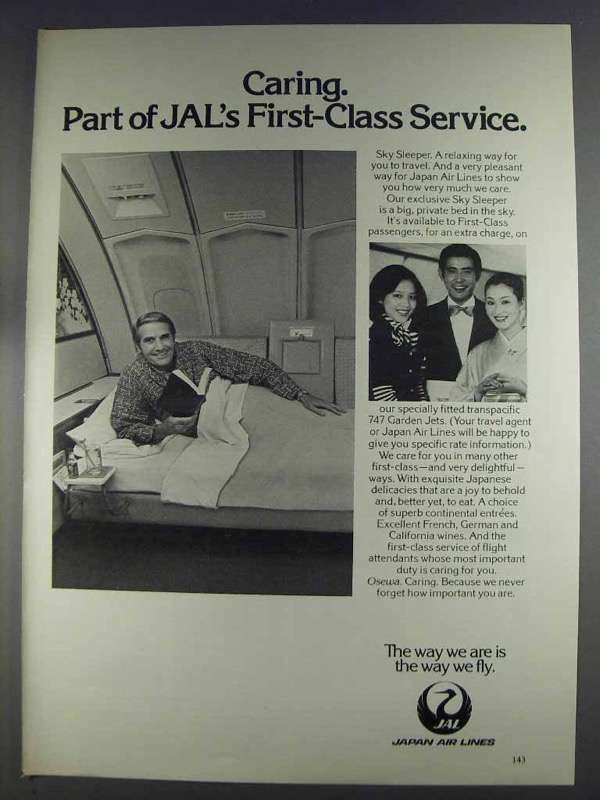 Caring.
Part of JAL's First-Class Service.
Sky Sleeper. A relaxing way for
you to travel. And a very pleasant
way for Japan Air Lines to show
you how very much we care.
Our exclusive Sky Sleeper
is a big, private bed in the sky.
It's available to First-Class
passengers, for an extra charge, on
our specially fitted transpacific
747 Garden Jets. (Your travel agent
or Japan Air Lines will be happy to
give you specific rate information.)
We care for you in many other
first-class—and very delightful—
ways. With exquisite Japanese
delicacies that are a joy to behold
and, better yet, to eat. A choice
of superb continental entrées.
Excellent French, German and
California wines. And the
first-class service of flight
attendants whose most important
duty is caring for you.
Osewa. Caring. Because we never
forget how important you are.
The way we are is
the way we fly.
JAL
JAPAN AIR LINES
143